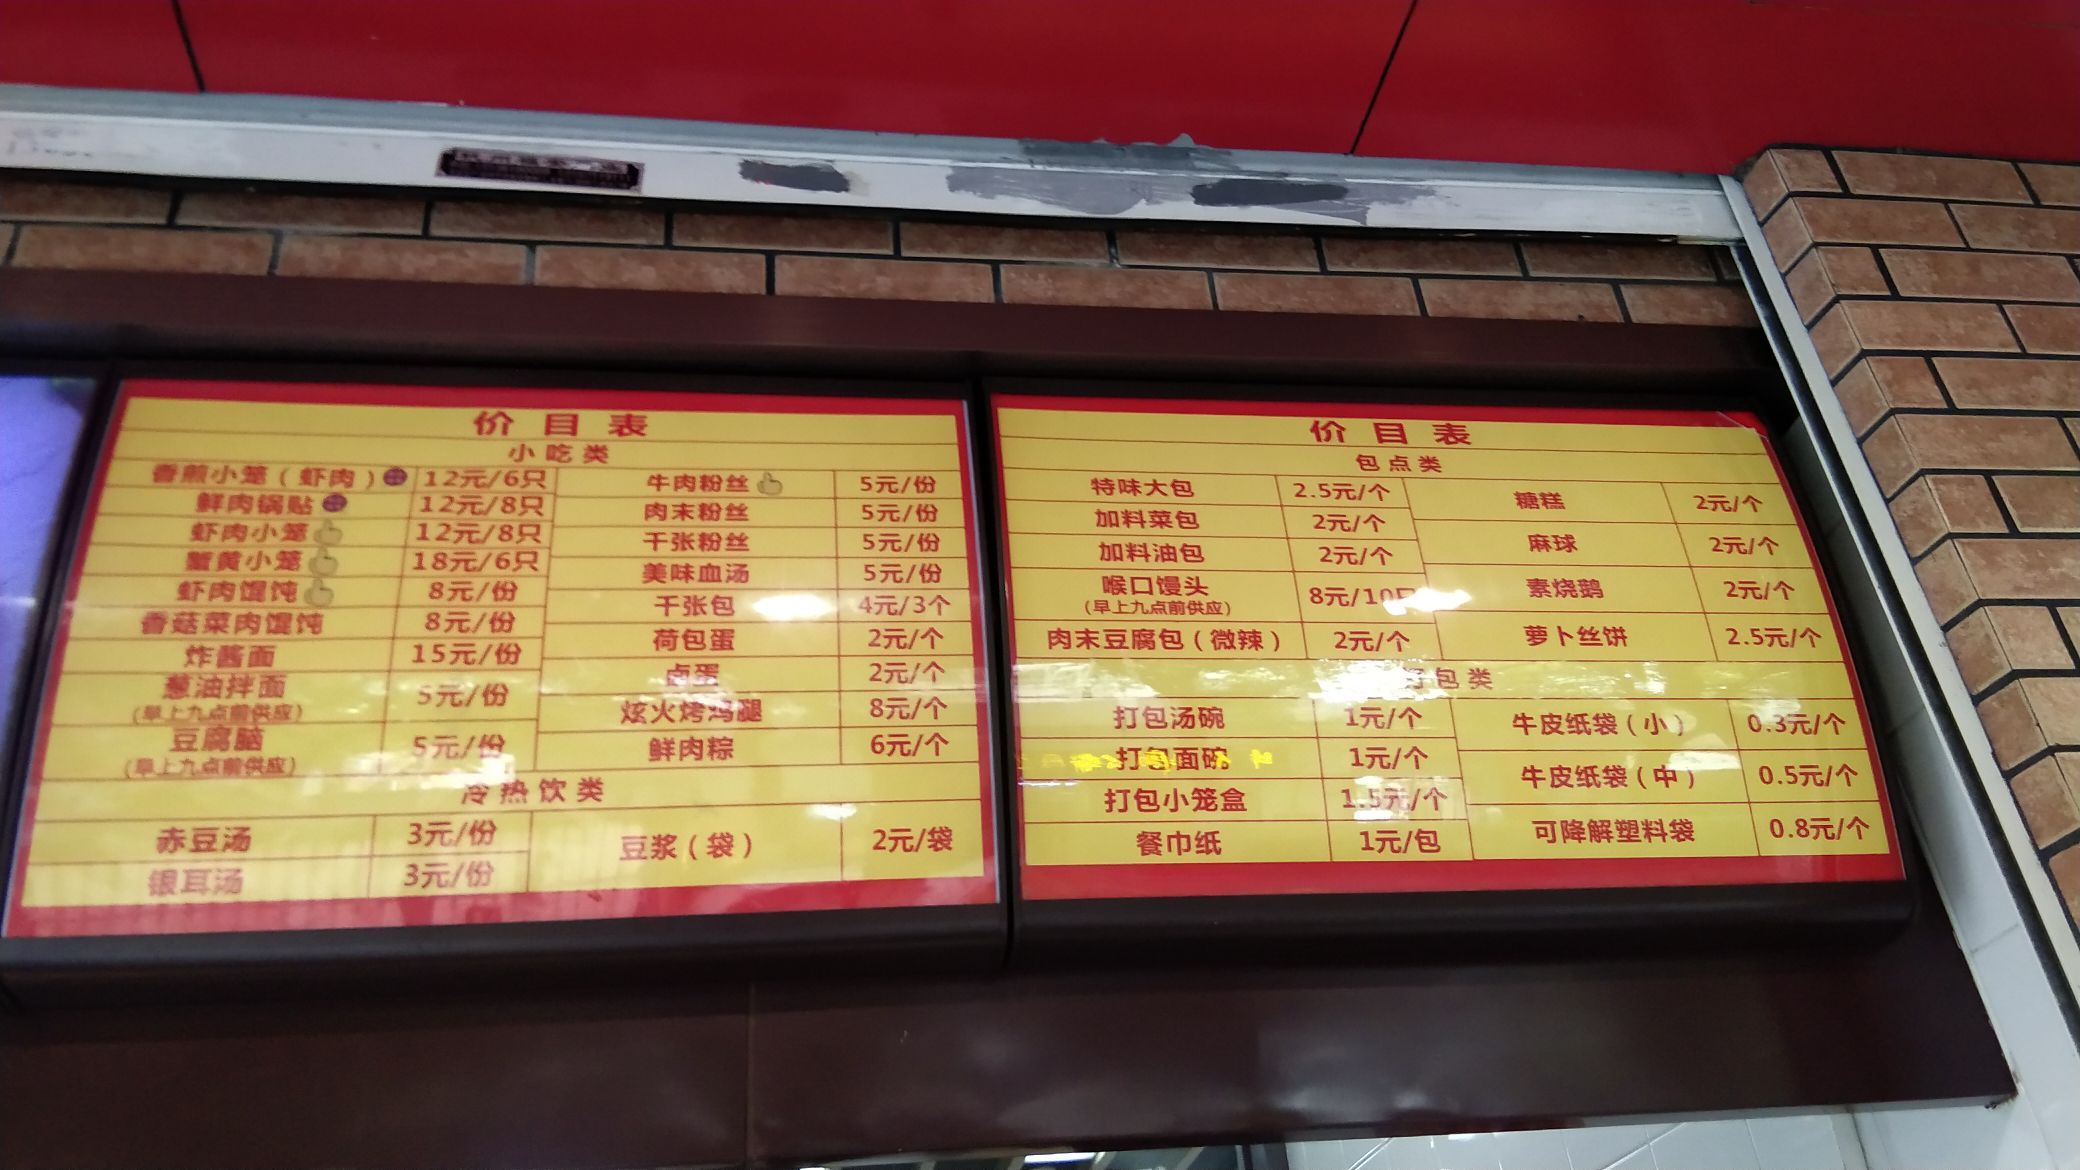 价目表
小吃类
香煎小笼（虾肉） 12元/6只
鲜肉锅贴 12元/8只
虾肉小笼 12元/8只
蟹黄小笼 18元/6只
虾肉馄饨 8元/份
香菇菜肉馄饨 8元/份
炸酱面 15元/份
葱油拌面 5元/份
（早上九点前供应）
豆腐脑 5元/份
（早上九点前供应）
牛肉粉丝 5元/份
肉末粉丝 5元/份
千张粉丝 5元/份
美味血汤 5元/份
千张包 4元/3个
荷包蛋 2元/个
卤蛋 2元/个
炫火烤鸡腿 8元/个
鲜肉粽 6元/个
冷热饮类
赤豆汤 3元/份
银耳汤 3元/份
豆浆（袋） 2元/袋
价目表
包点类
特味大包 2.5元/个
加料菜包 2元/个
加料油包 2元/个
喉口馒头 8元/10只
（早上九点前供应）
肉末豆腐包（微辣） 2元/个
糖糕 2元/个
麻球 2元/个
素烧鹅 2元/个
萝卜丝饼 2.5元/个
打包类
打包汤碗 1元/个
打包面碗 1元/个
打包小笼盒 1.5元/个
餐巾纸 1元/包
牛皮纸袋（小） 0.3元/个
牛皮纸袋（中） 0.5元/个
可降解塑料袋 0.8元/个